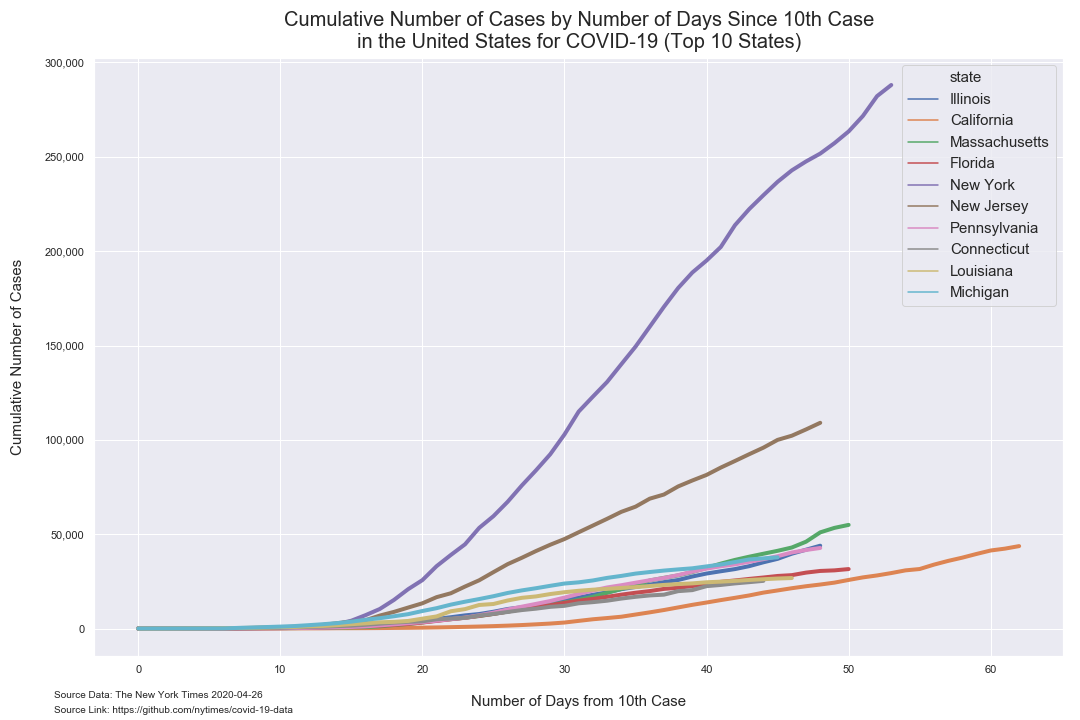 Cumulative Number of Cases by Number of Days Since 10th Case
in the United States for COVID-19 (Top 10 States)
300,000
250,000
200,000
150,000
100,000
50,000
0
Cumulative Number of Cases
state
Illinois
California
Massachusetts
Florida
New York
New Jersey
Pennsylvania
Connecticut
Louisiana
Michigan
0 10 20 30 40 50 60
Number of Days from 10th Case
Source Data: The New York Times 2020-04-26
Source Link: https://github.com/nytimes/covid-19-data